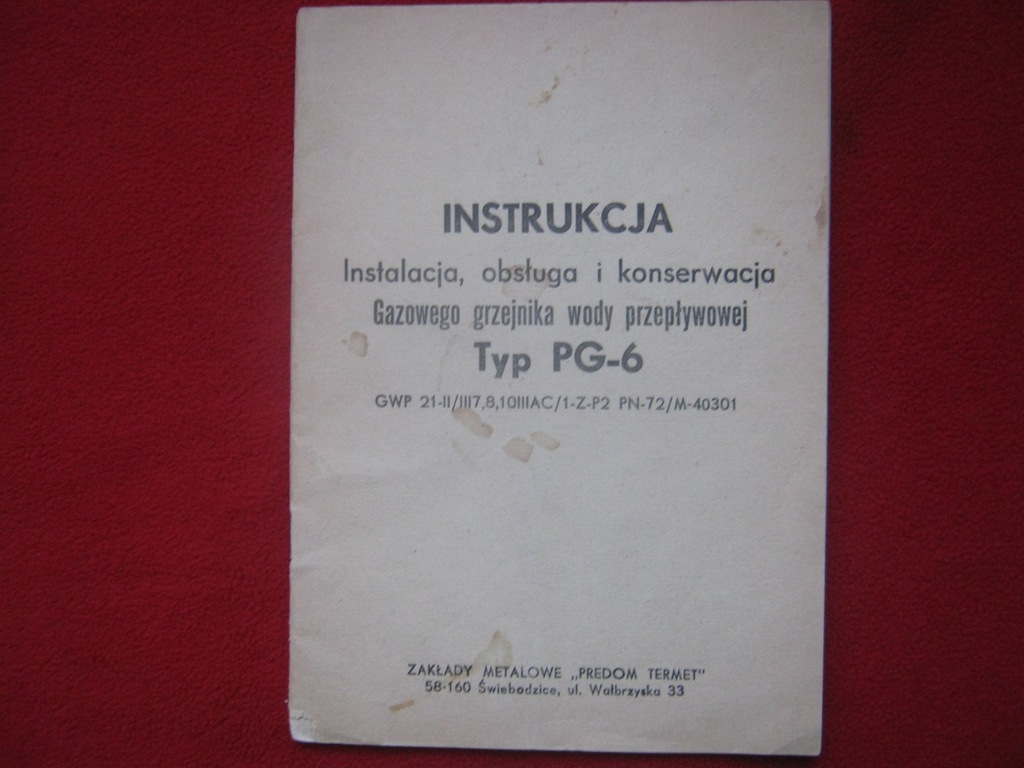 INSTRUKCJA
Instalacja, obsługa i konserwacja
Gazowego grzejnika wody przepływowej
Typ PG-6
GWP 21-II/III7,8,10IIIAC/1-Z-P2 PN-72/M-40301
ZAKŁADY METALOWE „PREDOM TERMET"
58-160 Świebodzice, ul. Wałbrzyska 33